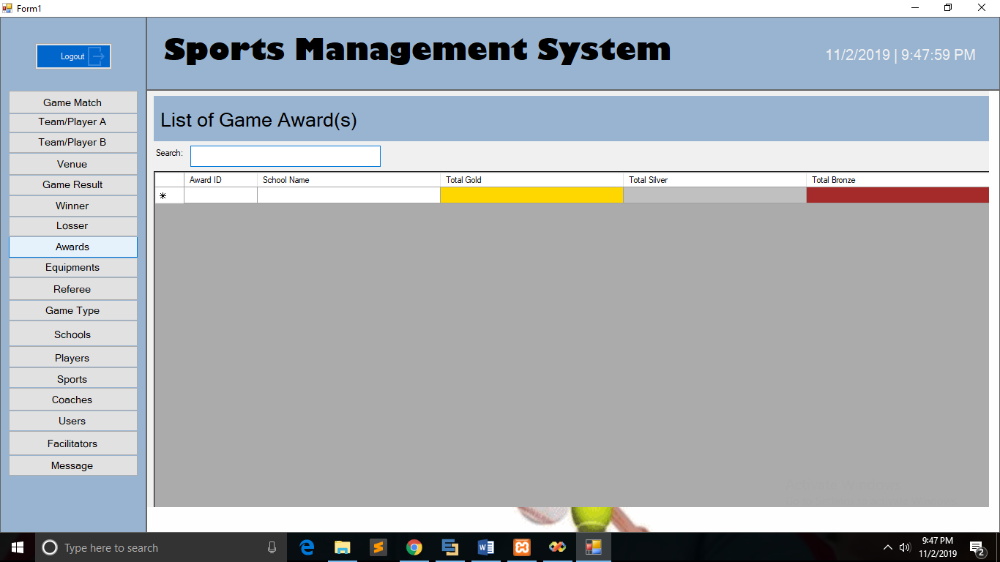 Form1
Logout
Sports Management System
11/2/2019 | 9:47:59 PM
Game Match
Team/Player A
Team/Player B
Venue
Game Result
Winner
Losser
Awards
Equipments
Referee
Game Type
Schools
Players
Sports
Coaches
Users
Facilitators
Message
List of Game Award(s)
Search:
Award ID School Name Total Gold Total Silver Total Bronze
Type here to search
9:47 PM
11/2/2019
2